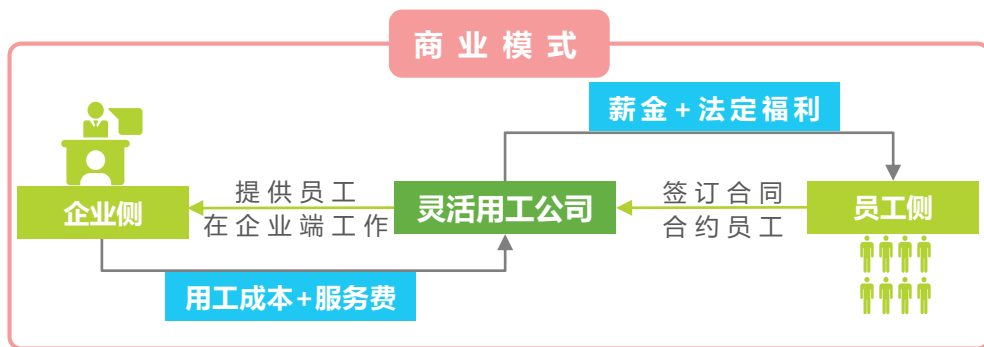 商业模式
薪金+法定福利
提供员工
在企业端工作
签订合同
合约员工
企业侧
灵活用工公司
员工侧
用工成本+服务费